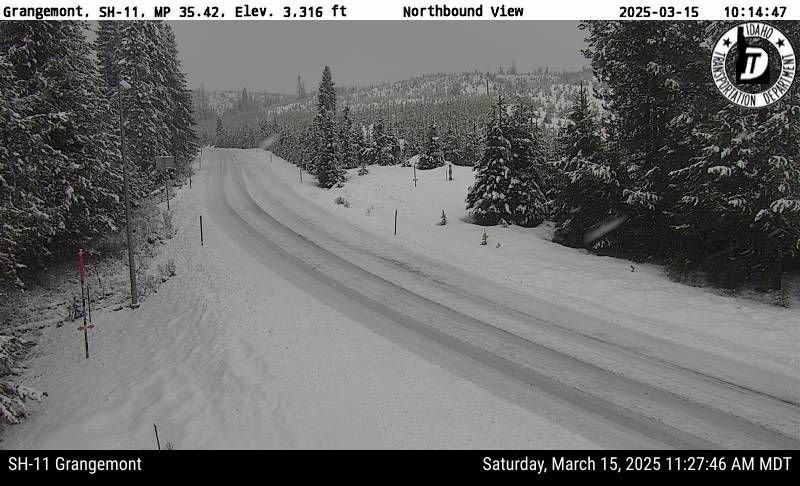 Grangemont, SH-11, MP 35.42, Elev. 3,316 ft Northbound View 2025-03-15 10:14:47
IDAHO
TRANSPORTATION DEPARTMENT
SH-11 Grangemont Saturday, March 15, 2025 11:27:46 AM MDT